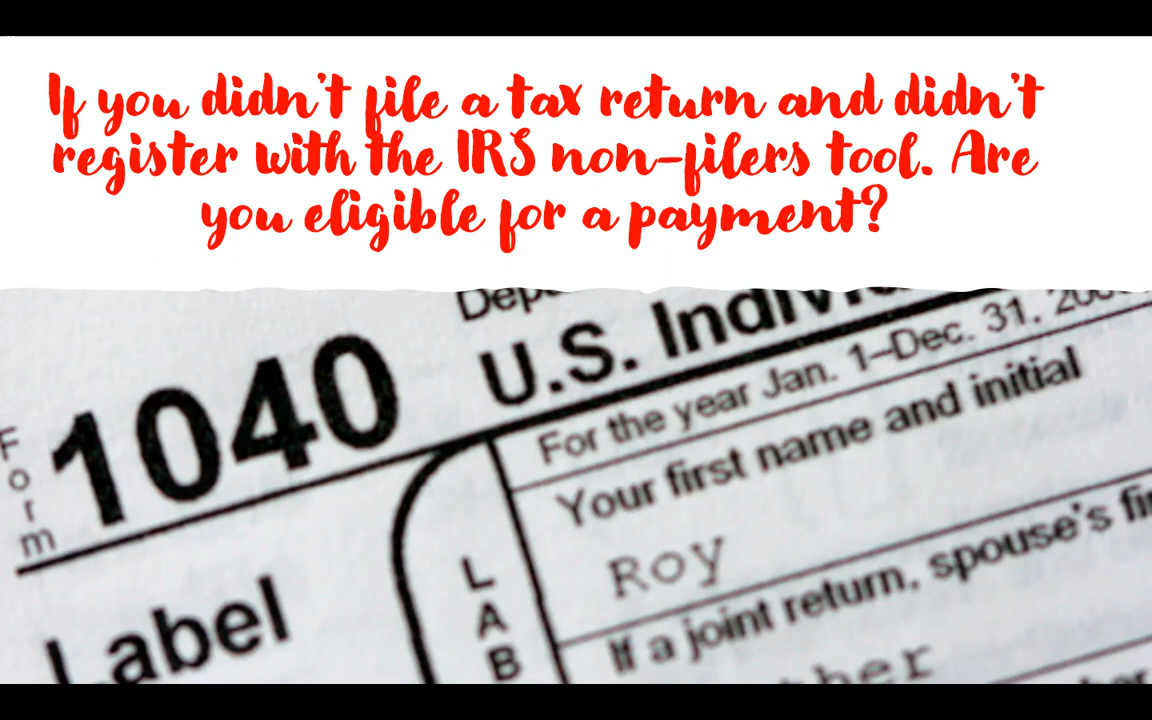 If you didn't file a tax return and didn't
register with the IRS non-filers tool. Are
you eligible for a payment?
Form 1040
U.S.
For the year Jan. 1–Dec. 31,
Your first name and initial
Roy
If a joint return, spouse's
Label
L
A
B